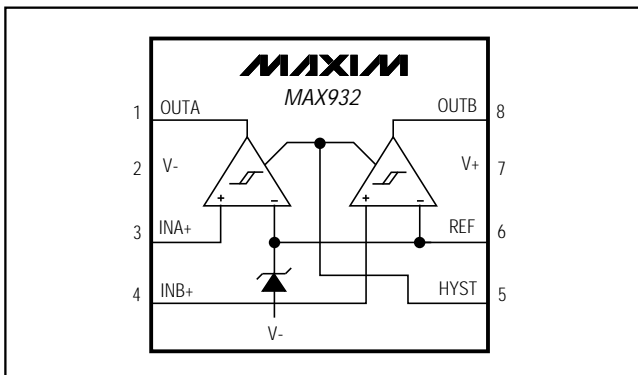 MAXIM
MAX932
1 OUTA OUTB 8
2 V- V+ 7
+ - + -
3 INA+ REF 6
4 INB+ HYST 5
V-